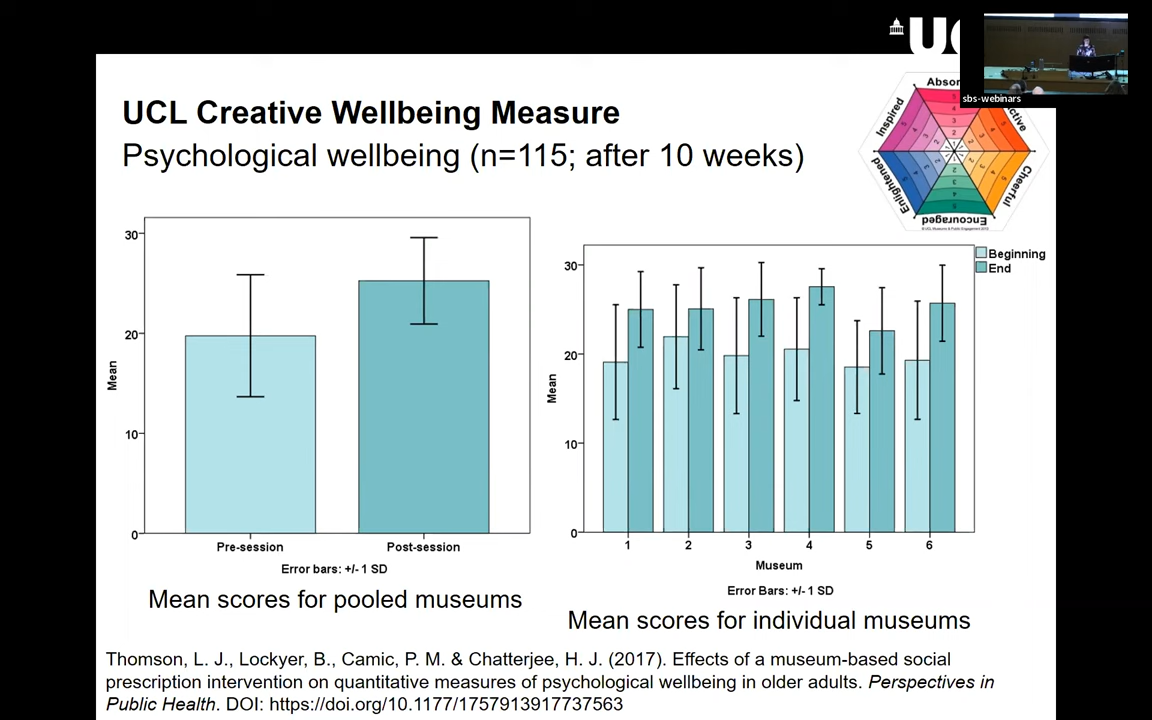 sbs-webinars
UCL Creative Wellbeing Measure
Psychological wellbeing (n=115; after 10 weeks)
Inspired
Cheerful
Enlightened
Encouraged
© UCL Museums & Public Engagement
30
20
10
0
Mean
Pre-session
Post-session
Error bars: +/- 1 SD
Mean scores for pooled museums
Beginning
End
30
20
10
0
Mean
1
2
3
4
5
6
Museum
Error Bars: +/- 1 SD
Mean scores for individual museums
Thomson, L. J., Lockyer, B., Camic, P. M. & Chatterjee, H. J. (2017). Effects of a museum-based social
prescription intervention on quantitative measures of psychological wellbeing in older adults. Perspectives in
Public Health. DOI: https://doi.org/10.1177/1757913917737563